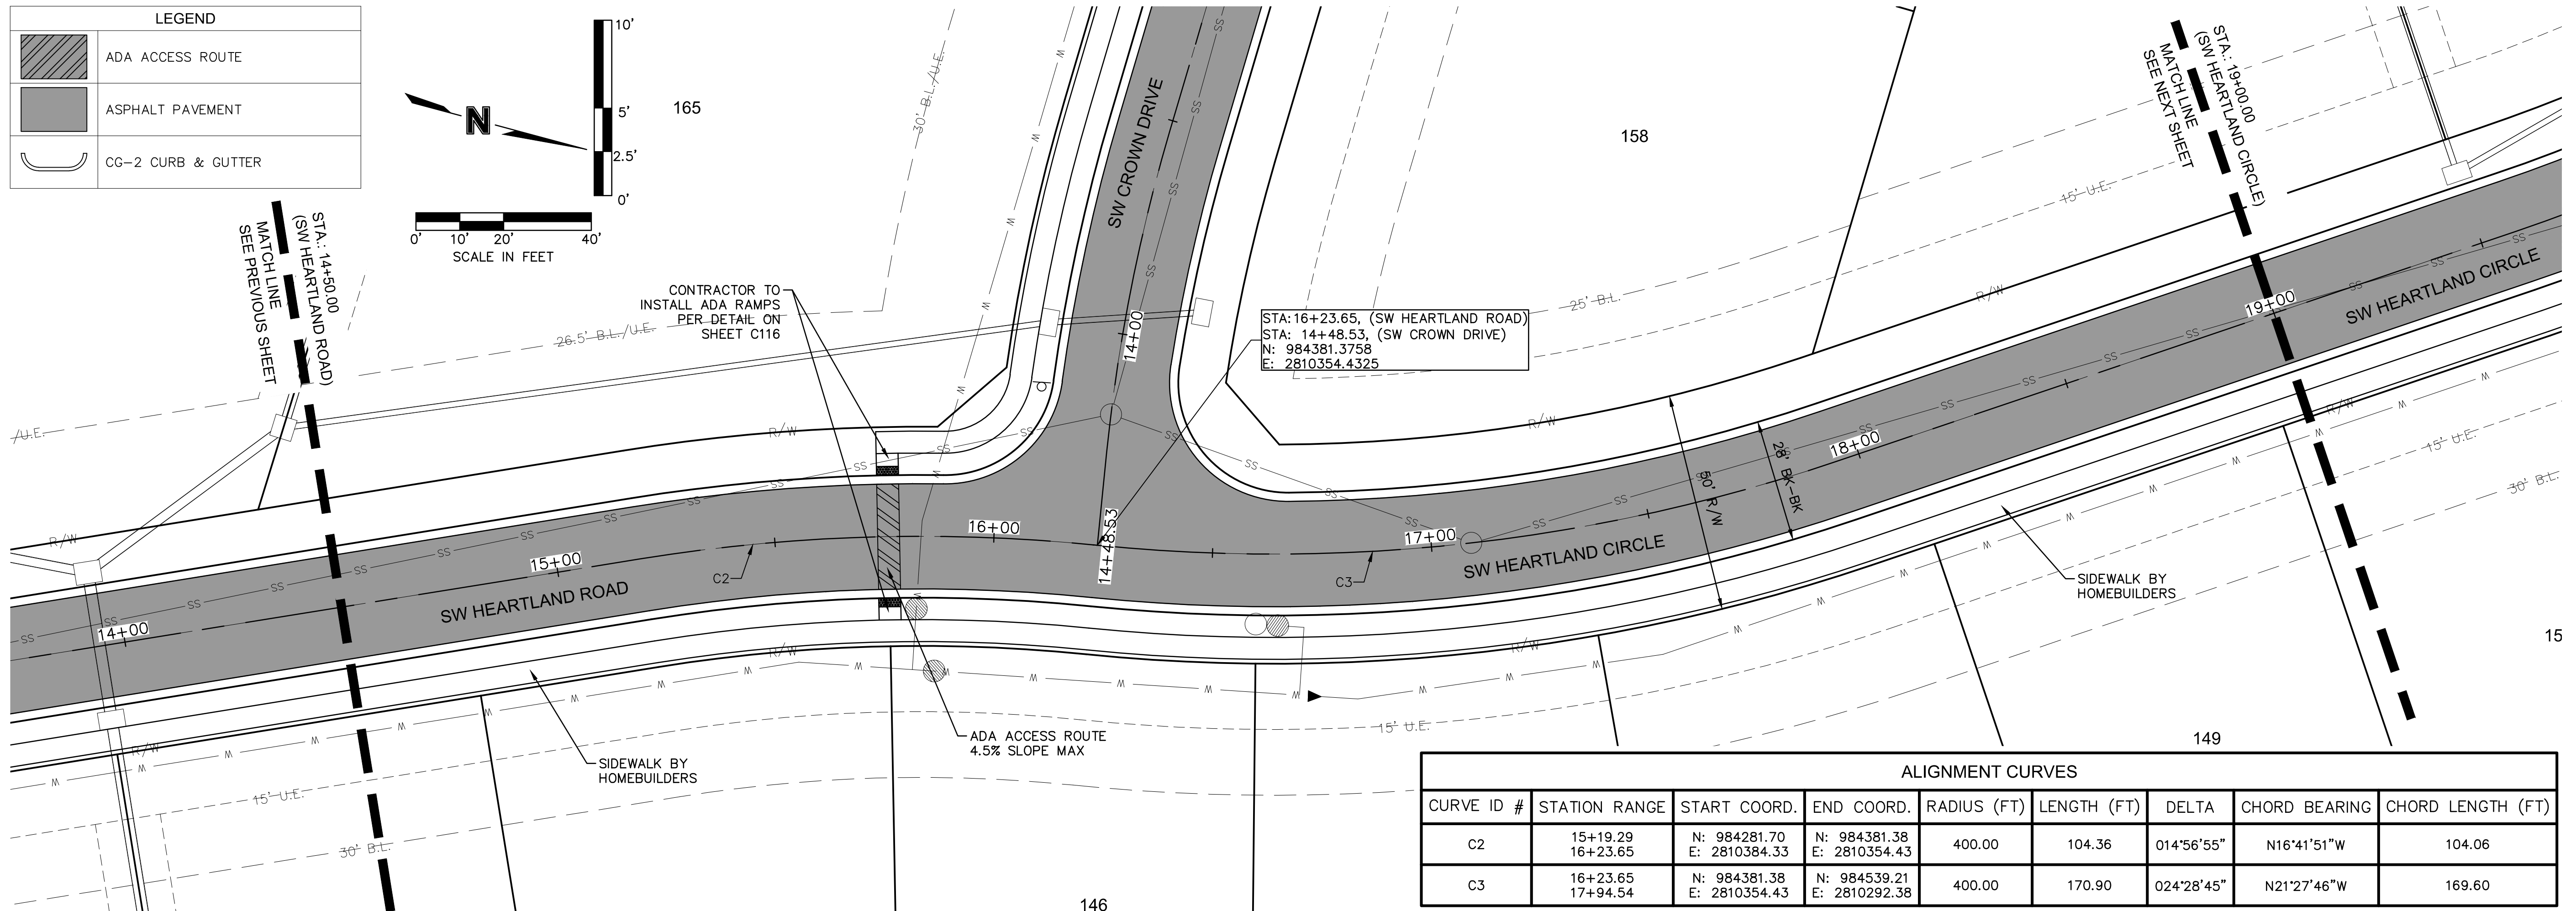 LEGEND
ADA ACCESS ROUTE
ASPHALT PAVEMENT
CG-2 CURB & GUTTER
N
10'
5'
2.5'
0'
0' 10' 20' 40'
SCALE IN FEET
165
158
30' B.L./U.E.
SW CROWN DRIVE
STA.: 14+50.00
(SW HEARTLAND ROAD)
MATCH LINE
SEE PREVIOUS SHEET
STA.: 19+00.00
(SW HEARTLAND CIRCLE)
MATCH LINE
SEE NEXT SHEET
CONTRACTOR TO
INSTALL ADA RAMPS
PER DETAIL ON
SHEET C116
26.5' B.L./U.E.
/U.E.
STA:16+23.65, (SW HEARTLAND ROAD)
STA: 14+48.53, (SW CROWN DRIVE)
N: 984381.3758
E: 2810354.4325
25' B.L.
15' U.E.
R/W
R/W
R/W
R/W
R/W
R/W
R/W
R/W
14+00
14+48.53
14+00
15+00
16+00
17+00
18+00
19+00
SW HEARTLAND ROAD
SW HEARTLAND CIRCLE
SW HEARTLAND CIRCLE
C2
C3
50' R/W
28' BK-BK
SIDEWALK BY
HOMEBUILDERS
SIDEWALK BY
HOMEBUILDERS
ADA ACCESS ROUTE
4.5% SLOPE MAX
15' U.E.
30' B.L.
15' U.E.
15' U.E.
30' B.L.
15
149
146
ALIGNMENT CURVES
CURVE ID # STATION RANGE START COORD. END COORD. RADIUS (FT) LENGTH (FT) DELTA CHORD BEARING CHORD LENGTH (FT)
C2 15+19.29 16+23.65 N: 984281.70 E: 2810384.33 N: 984381.38 E: 2810354.43 400.00 104.36 014°56'55" N16°41'51"W 104.06
C3 16+23.65 17+94.54 N: 984381.38 E: 2810354.43 N: 984539.21 E: 2810292.38 400.00 170.90 024°28'45" N21°27'46"W 169.60